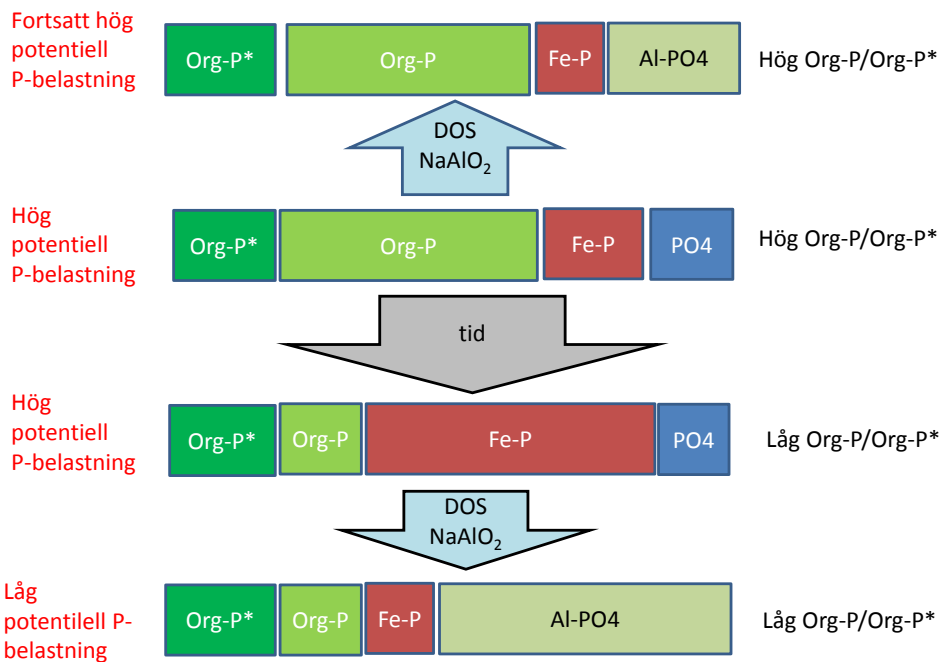 Fortsatt hög
potentiell
P-belastning
Org-P*
Org-P
Fe-P
Al-PO4
Hög Org-P/Org-P*
DOS
NaAlO₂
Hög
potentiell
P-belastning
Org-P*
Org-P
Fe-P
PO4
Hög Org-P/Org-P*
tid
Hög
potentiell
P-belastning
Org-P*
Org-P
Fe-P
PO4
Låg Org-P/Org-P*
DOS
NaAlO₂
Låg
potentilell P-
belastning
Org-P*
Org-P
Fe-P
Al-PO4
Låg Org-P/Org-P*